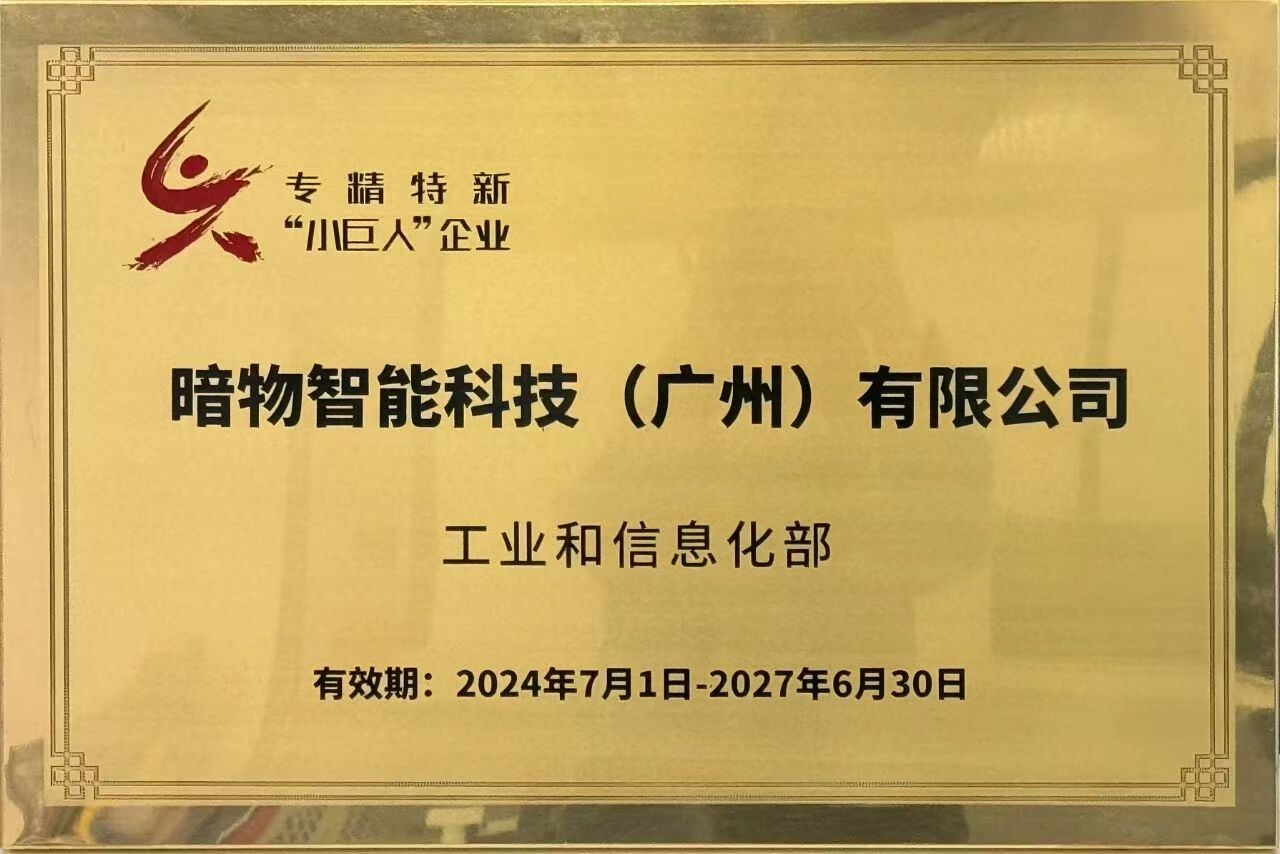 专精特新
“小巨人”企业
暗物智能科技（广州）有限公司
工业和信息化部
有效期：2024年7月1日-2027年6月30日